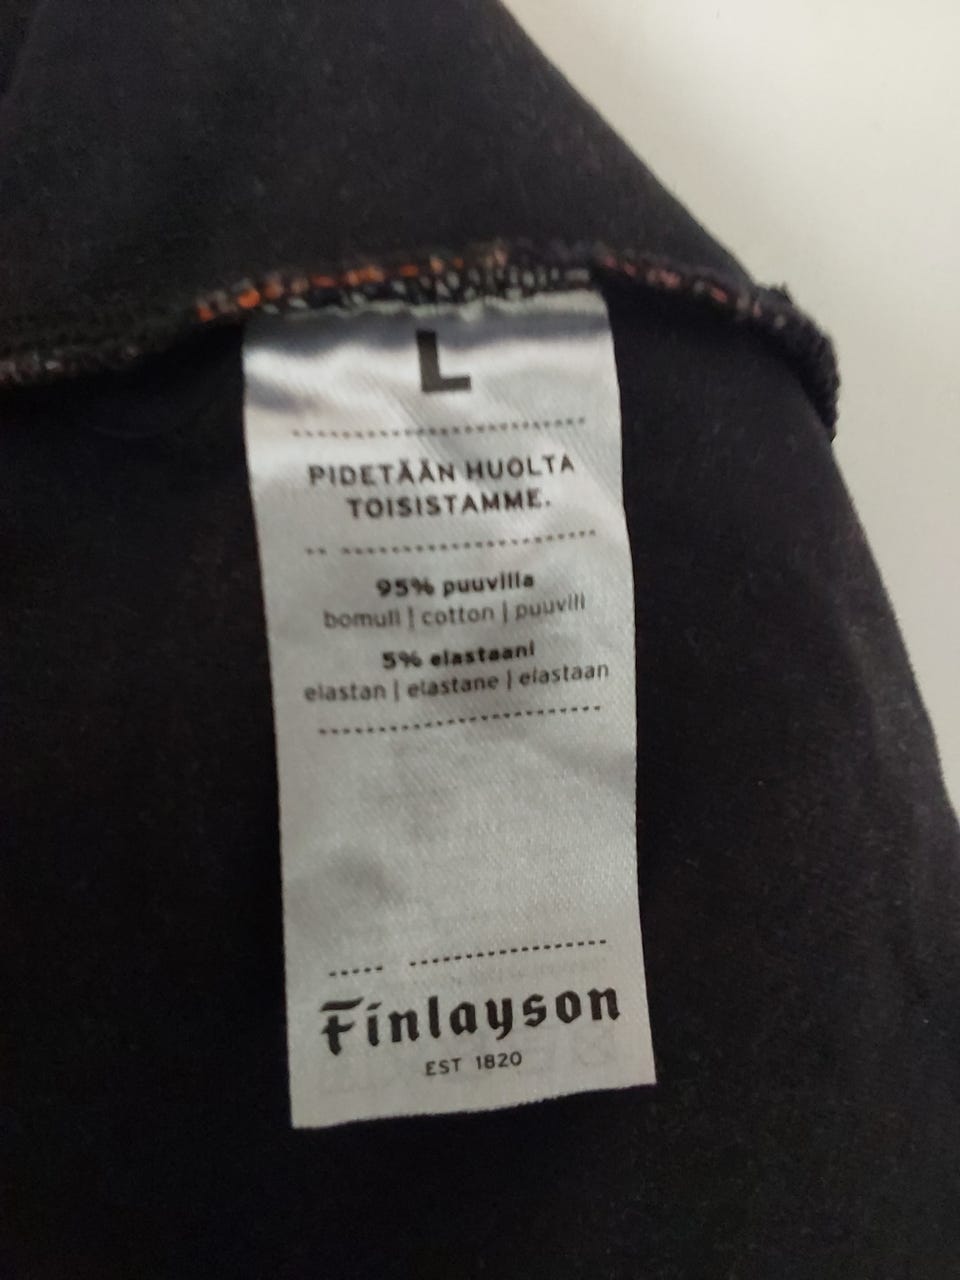 L
PIDETÄÄN HUOLTA
TOISISTAMME.
95% puuvilla
bomull | cotton | puuvill
5% elastaani
elastan | elastane | elastaan
Finlayson
EST 1820